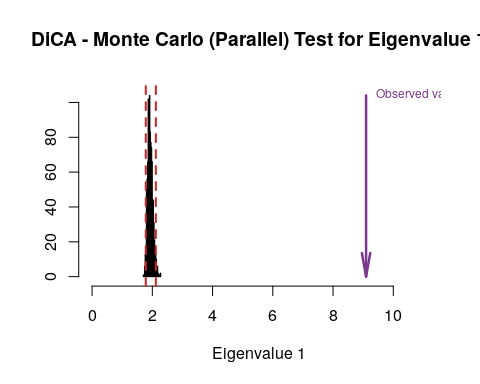 DiCA - Monte Carlo (Parallel) Test for Eigenvalue
Observed
80
60
40
20
0
0 2 4 6 8 10
Eigenvalue 1